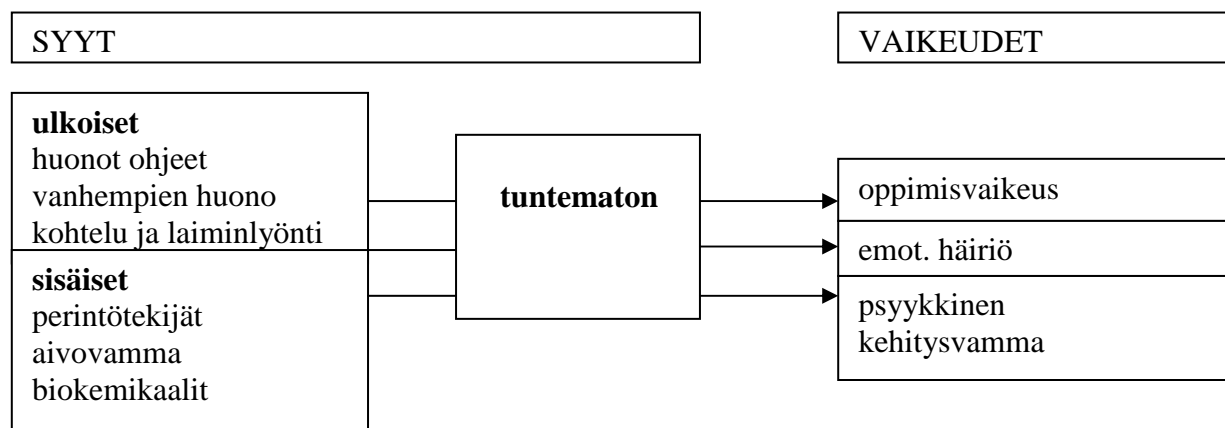 SYYT
VAIKEUDET
ulkoiset
huonot ohjeet
vanhempien huono
kohtelu ja laiminlyönti
sisäiset
perintötekijät
aivovamma
biokemikaalit
tuntematon
oppimisvaikeus
emot. häiriö
psyykkinen
kehitysvamma